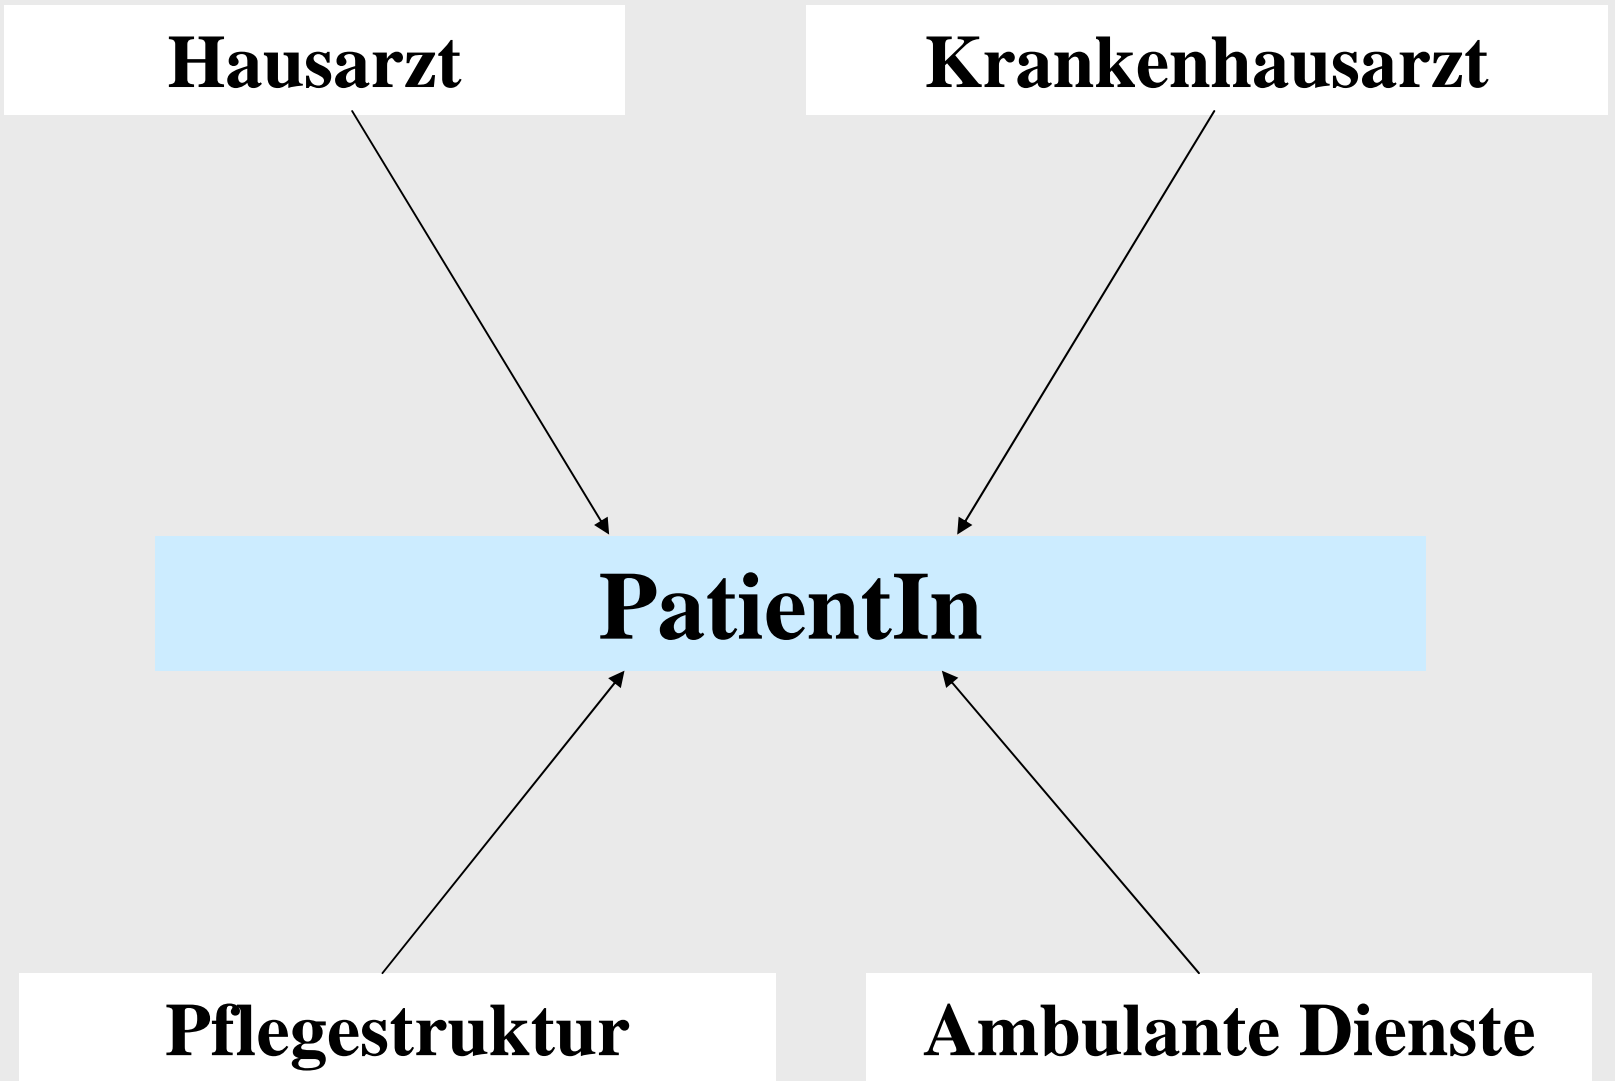 Hausarzt
Krankenhausarzt
PatientIn
Pflegestruktur
Ambulante Dienste